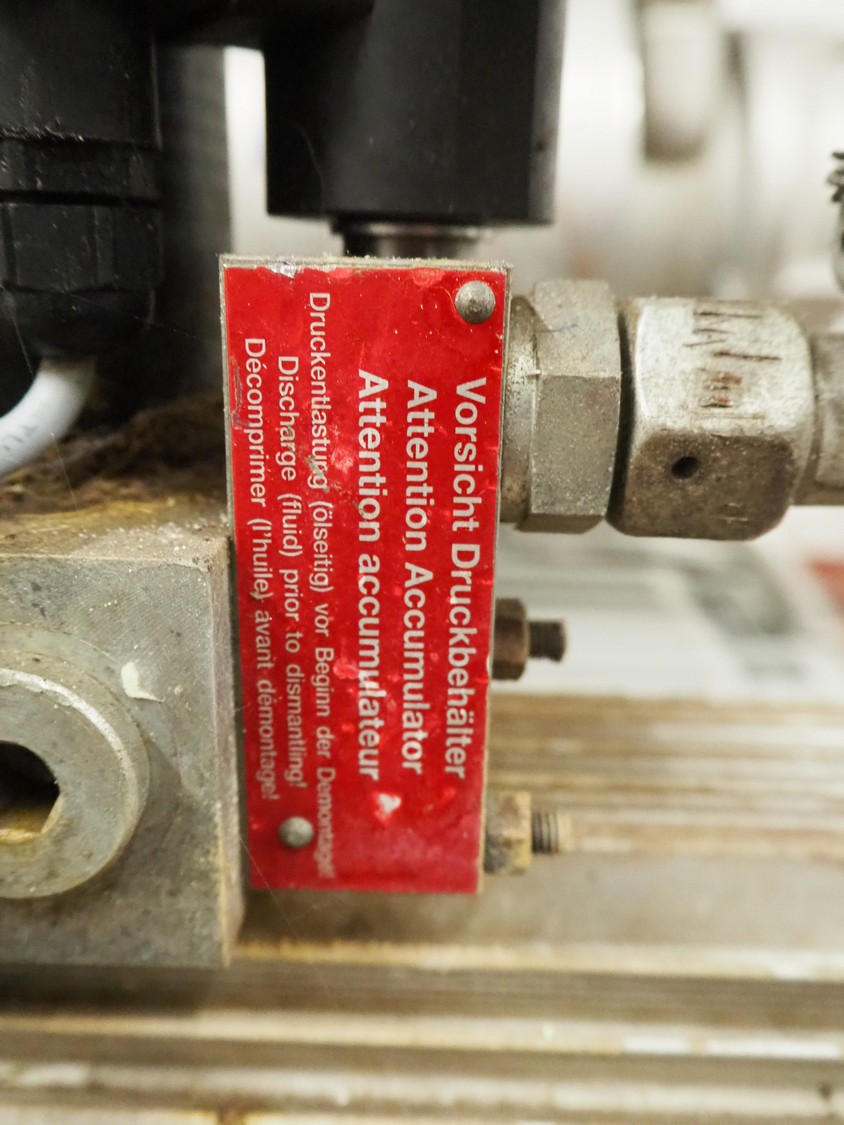 Vorsicht Druckbehälter
Attention Accumulator
Attention accumulateur
Druckentlastung (ölseitig) vor Beginn der Demontage!
Discharge (fluid) prior to dismantling!
Décomprimer (l'huile) avant démontage!